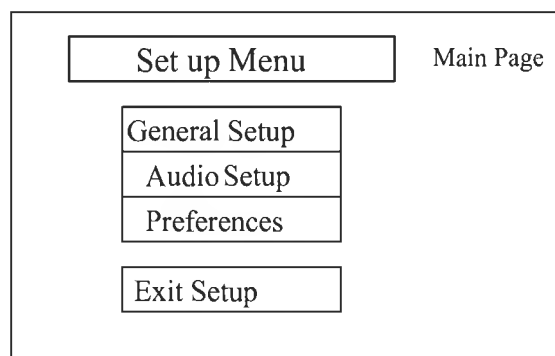 Set up Menu
Main Page
General Setup
Audio Setup
Preferences
Exit Setup